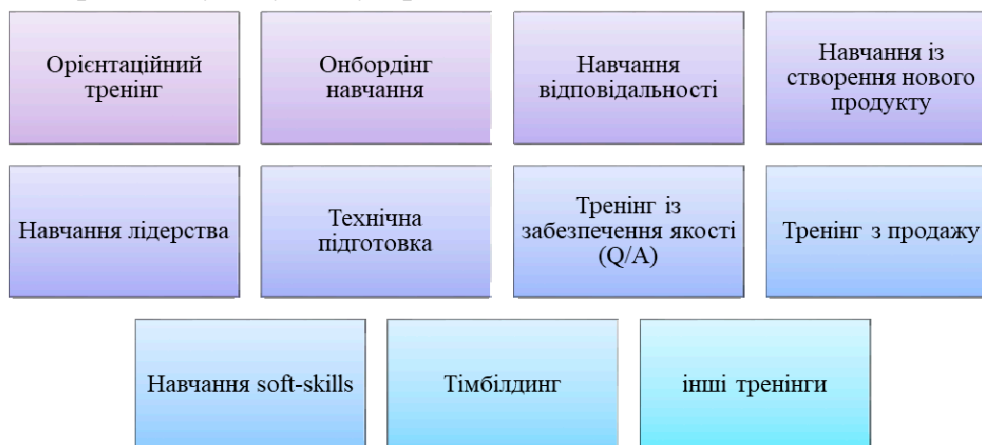 Орієнтаційний
тренінг
Онбордінг
навчання
Навчання
відповідальності
Навчання із
створення нового
продукту
Навчання лідерства
Технічна
підготовка
Тренінг із
забезпечення якості
(Q/A)
Тренінг з продажу
Навчання soft-skills
Тімбілдинг
інші тренінги